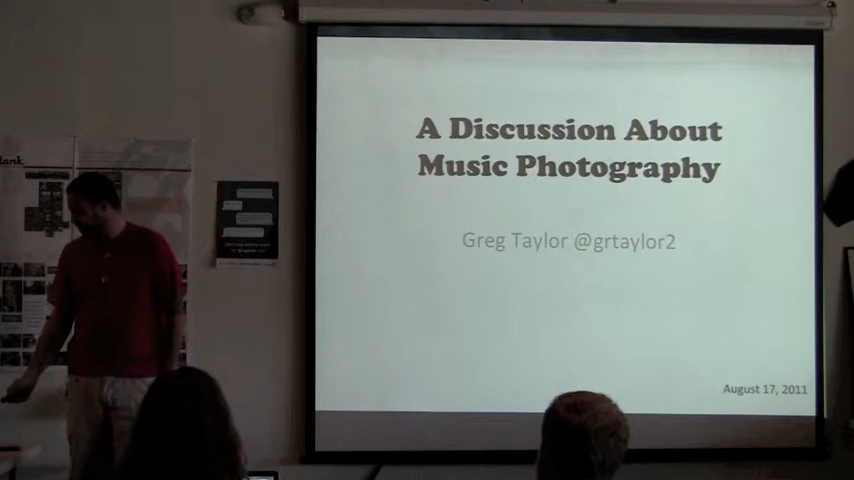 A Discussion About
Music Photography
Greg Taylor @grtaylor2
August 17, 2011